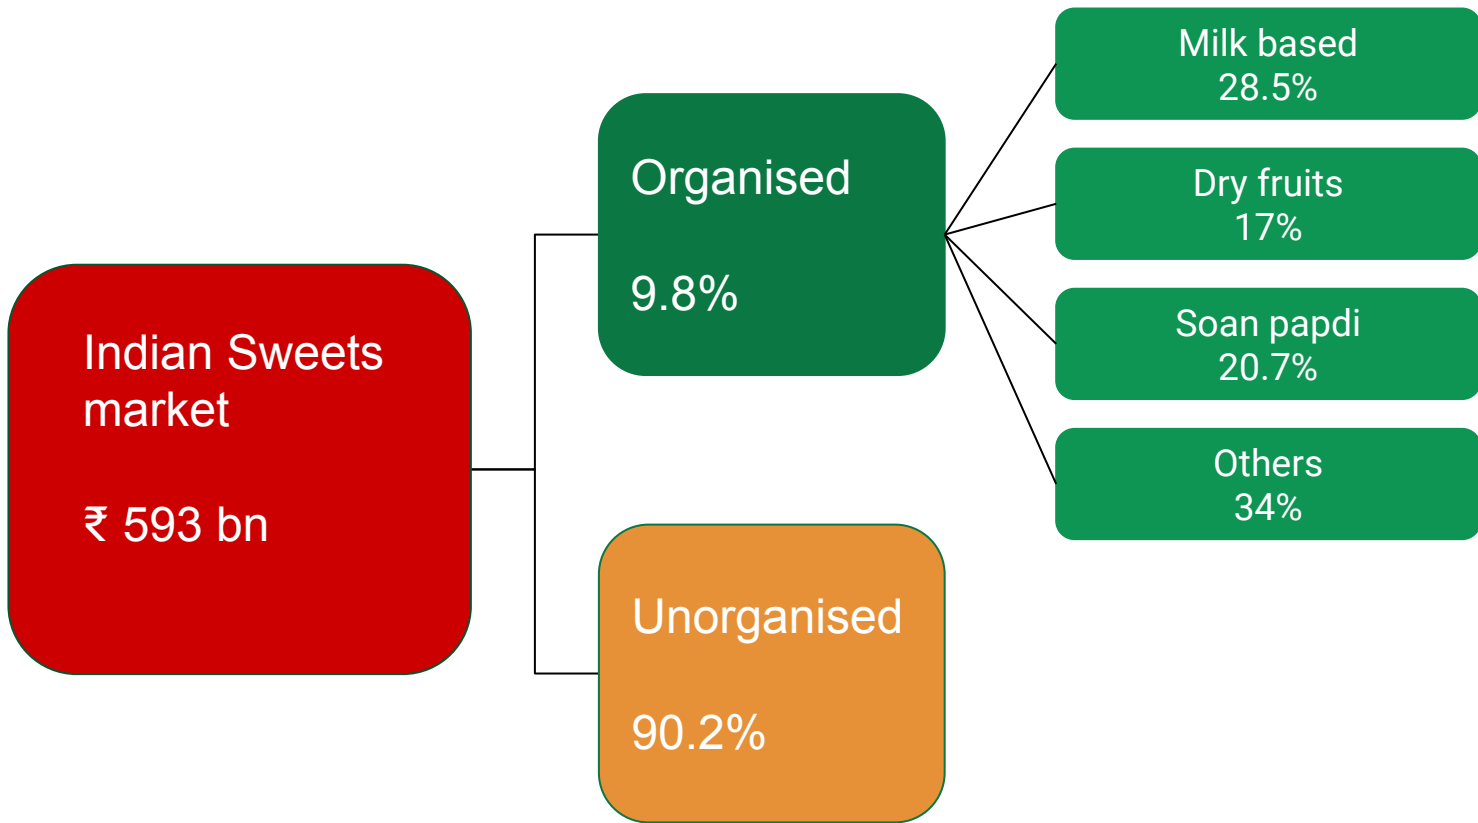 Indian Sweets
market
₹ 593 bn
Organised
9.8%
Unorganised
90.2%
Milk based
28.5%
Dry fruits
17%
Soan papdi
20.7%
Others
34%